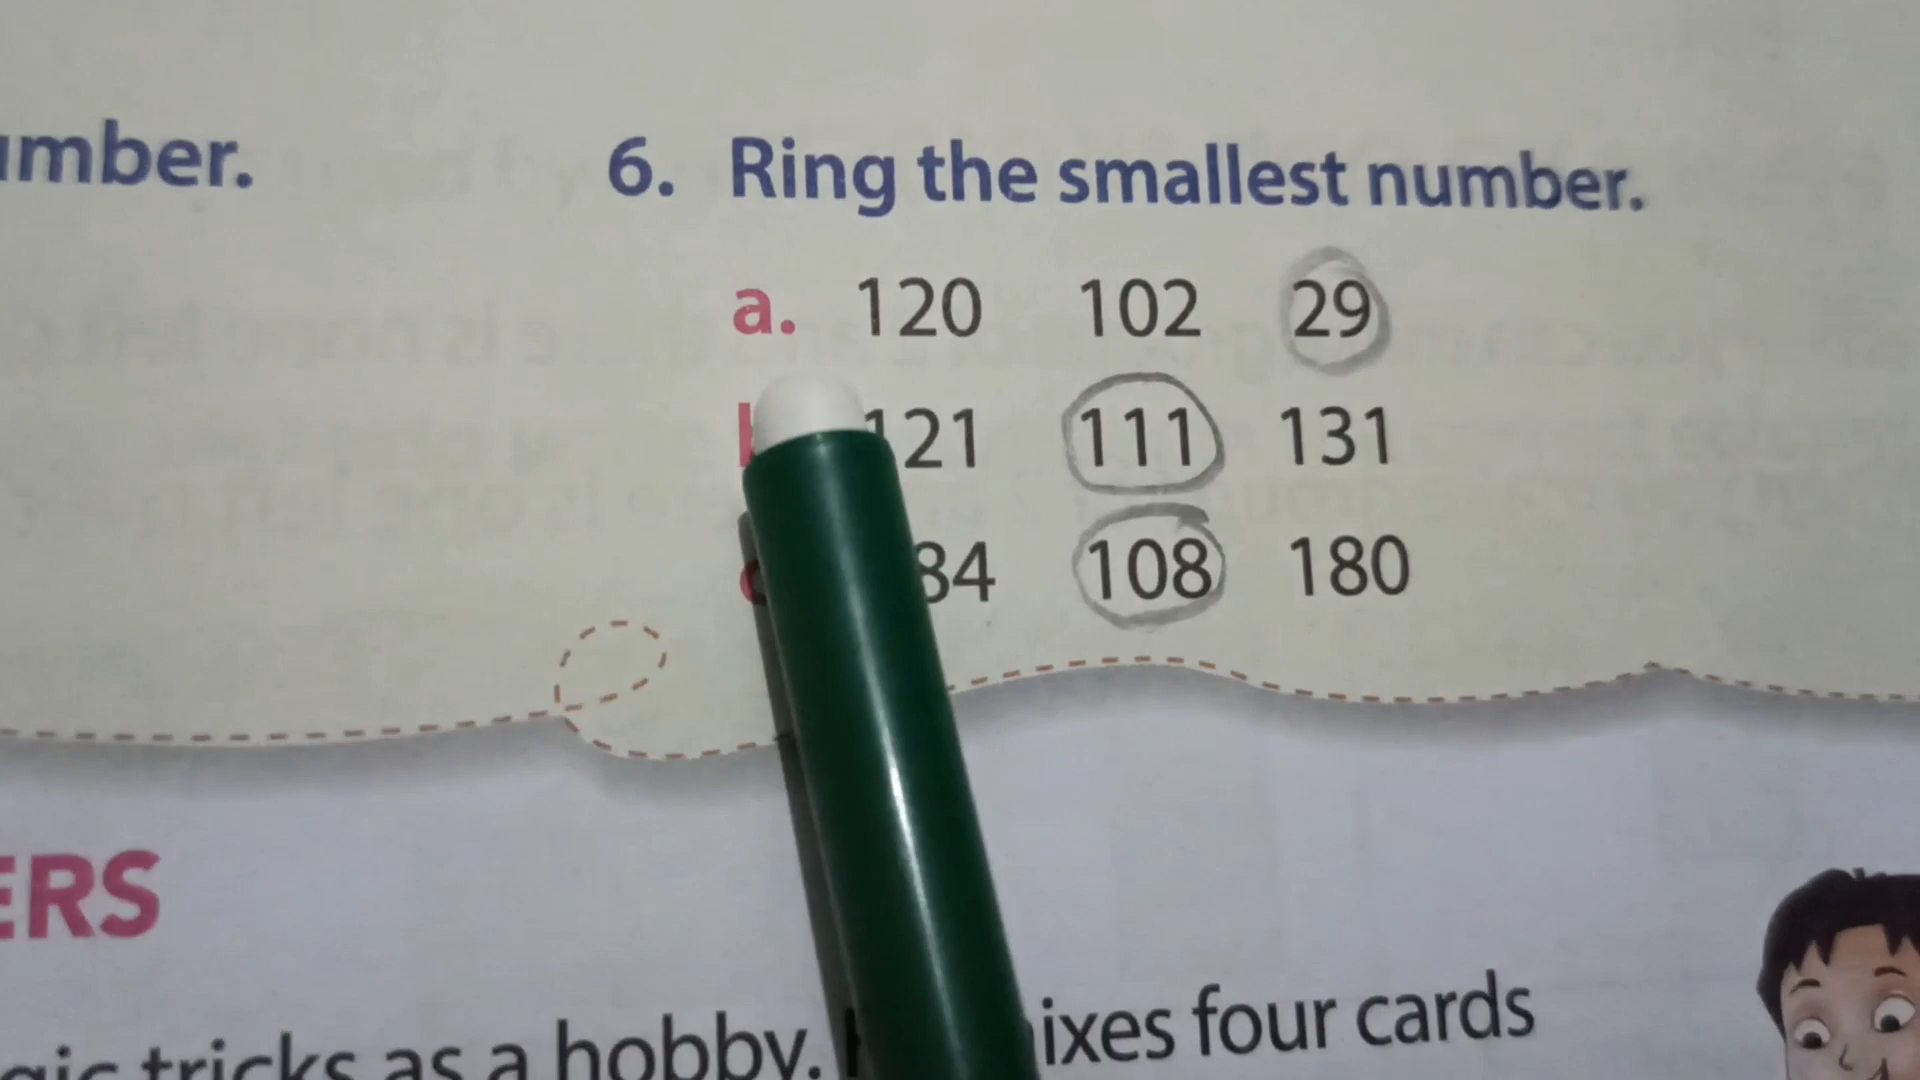 umber.
6. Ring the smallest number.
a. 120 102 29
121 111 131
84 108 180
ERS
gic tricks as a hobby. ixes four cards